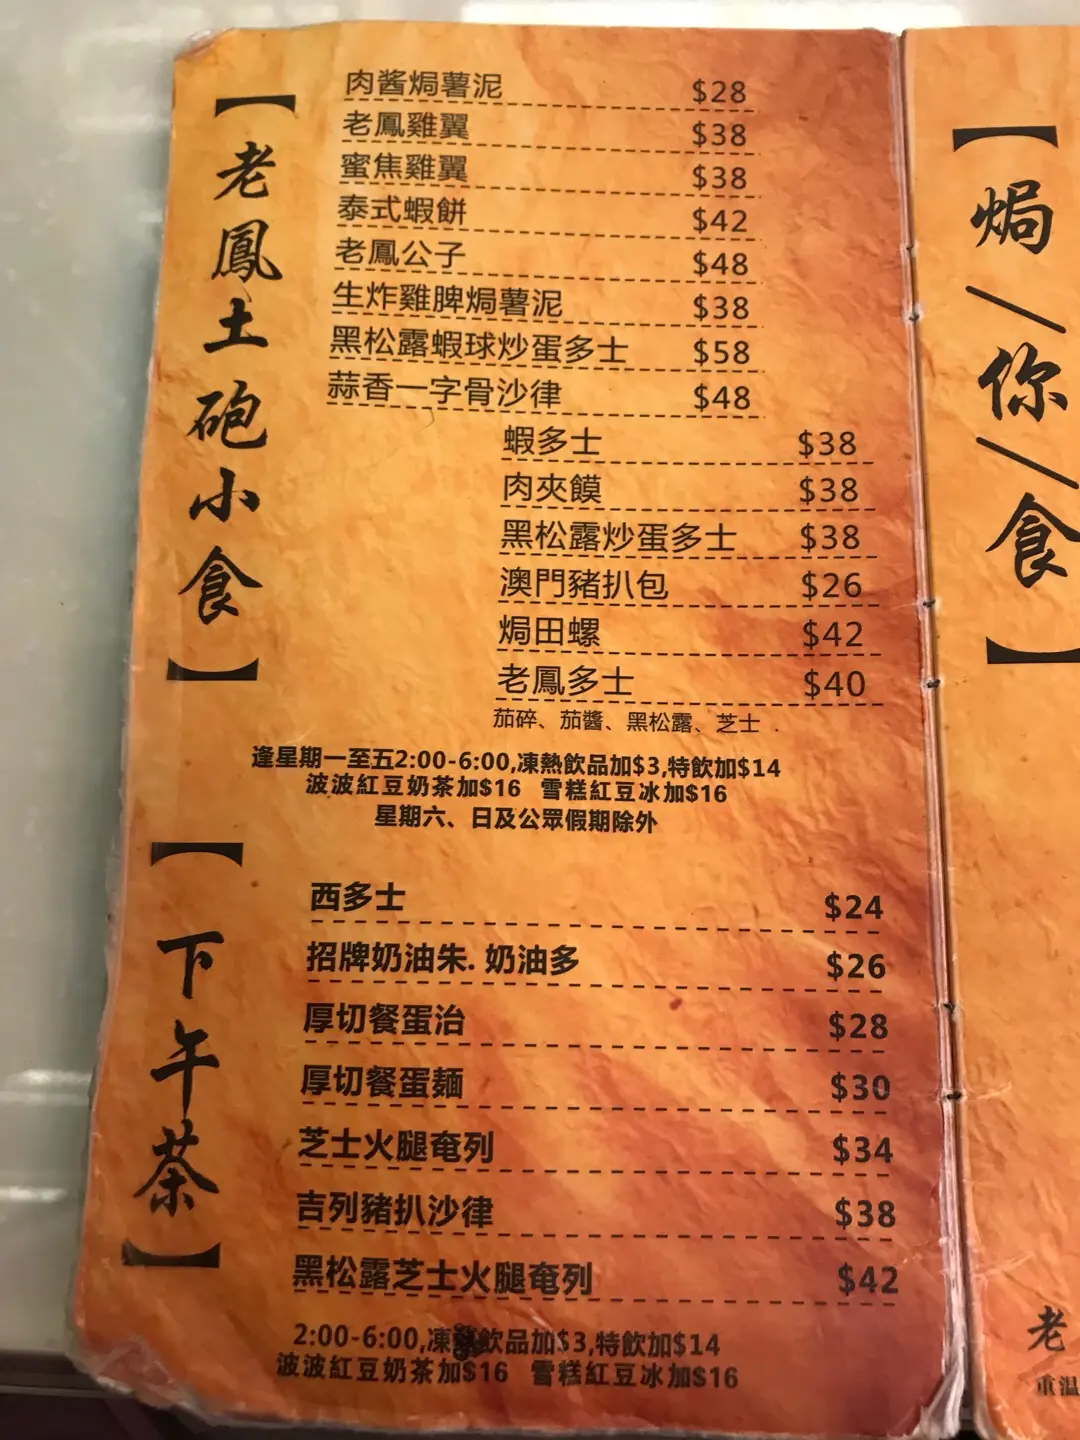 【老鳳土砲小食】
肉酱焗薯泥 $28
老鳳雞翼 $38
蜜焦雞翼 $38
泰式蝦餅 $42
老鳳公子 $48
生炸雞脾焗薯泥 $38
黑松露蝦球炒蛋多士 $58
蒜香一字骨沙律 $48
蝦多士 $38
肉夾饃 $38
黑松露炒蛋多士 $38
澳門豬扒包 $26
焗田螺 $42
老鳳多士 $40
茄碎、茄醬、黑松露、芝士
逢星期一至五2:00-6:00,凍熱飲品加$3,特飲加$14
波波紅豆奶茶加$16 雪糕紅豆冰加$16
星期六、日及公眾假期除外
【下午茶】
西多士 $24
招牌奶油朱. 奶油多 $26
厚切餐蛋治 $28
厚切餐蛋麵 $30
芝士火腿奄列 $34
吉列豬扒沙律 $38
黑松露芝士火腿奄列 $42
2:00-6:00,凍熱飲品加$3,特飲加$14
波波紅豆奶茶加$16 雪糕紅豆冰加$16
【焗\你\食】
老
重温